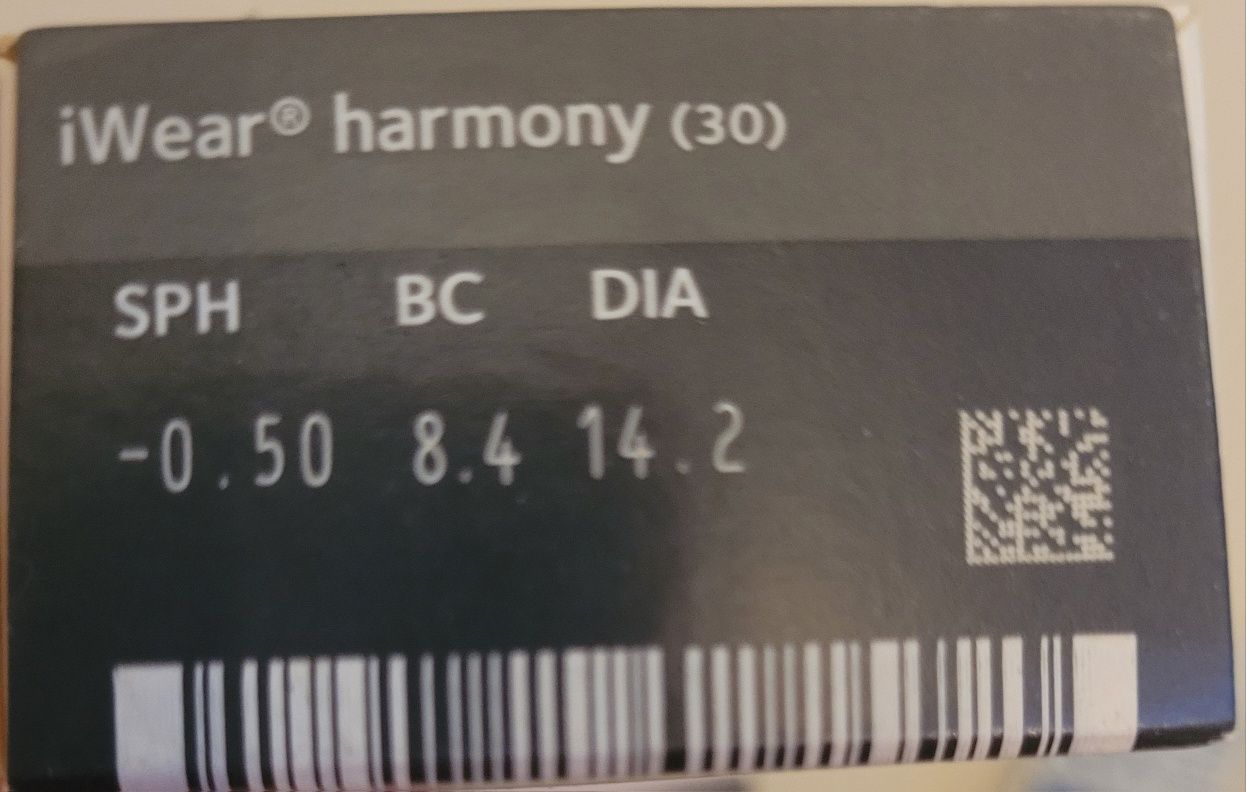 iWear® harmony (30)
SPH BC DIA
-0.50 8.4 14.2